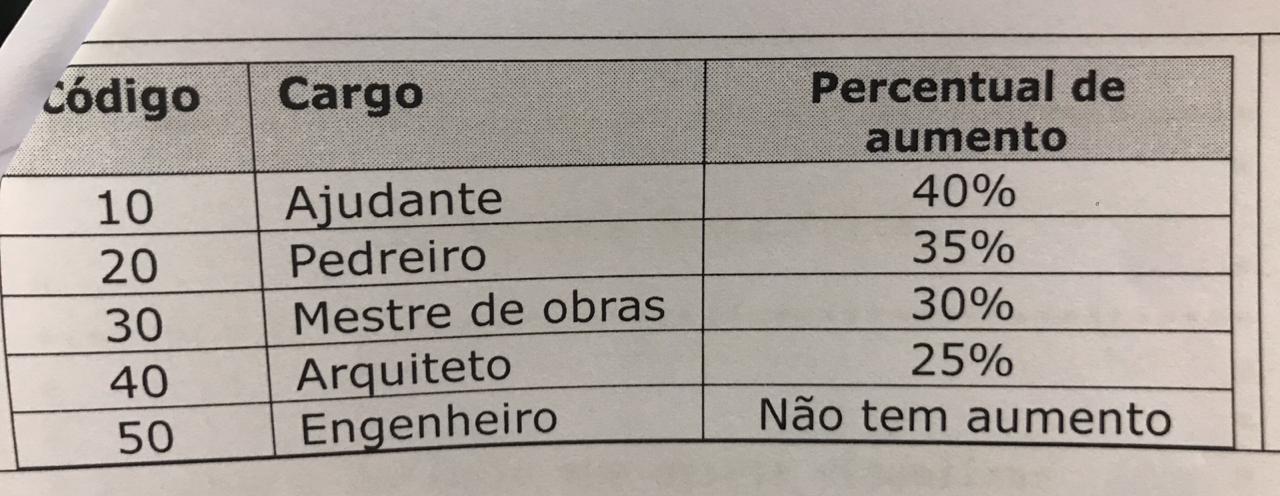 Código Cargo Percentual de
aumento
10 Ajudante 40%
20 Pedreiro 35%
30 Mestre de obras 30%
40 Arquiteto 25%
50 Engenheiro Não tem aumento